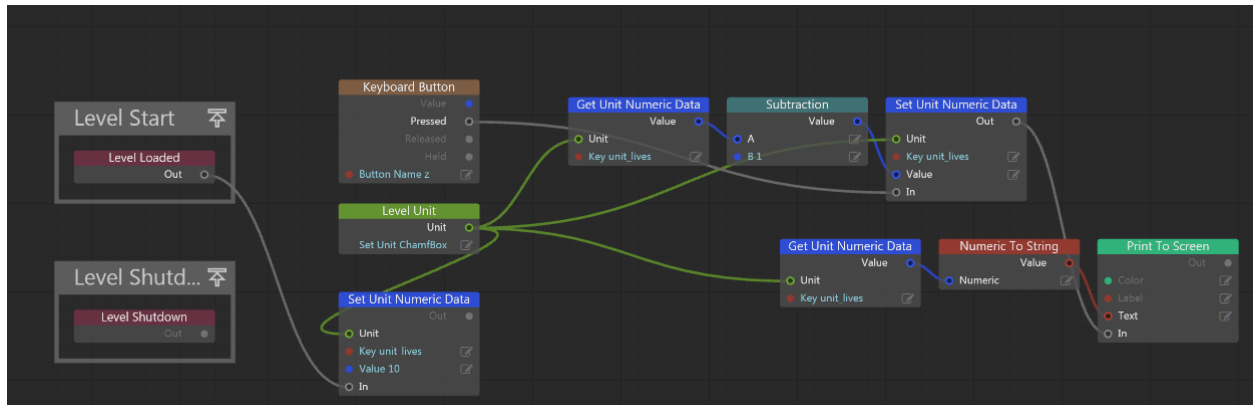 Level Start
Level Loaded
Out
Level Shutd...
Level Shutdown
Out
Keyboard Button
Value
Pressed
Released
Held
Button Name z
Level Unit
Unit
Set Unit ChamfBox
Set Unit Numeric Data
Out
Unit
Key unit_lives
Value 10
In
Get Unit Numeric Data
Value
Unit
Key unit_lives
Subtraction
Value
A
B 1
Set Unit Numeric Data
Out
Unit
Key unit_lives
Value
In
Get Unit Numeric Data
Value
Unit
Key unit_lives
Numeric To String
Value
Numeric
Print To Screen
Out
Color
Label
Text
In